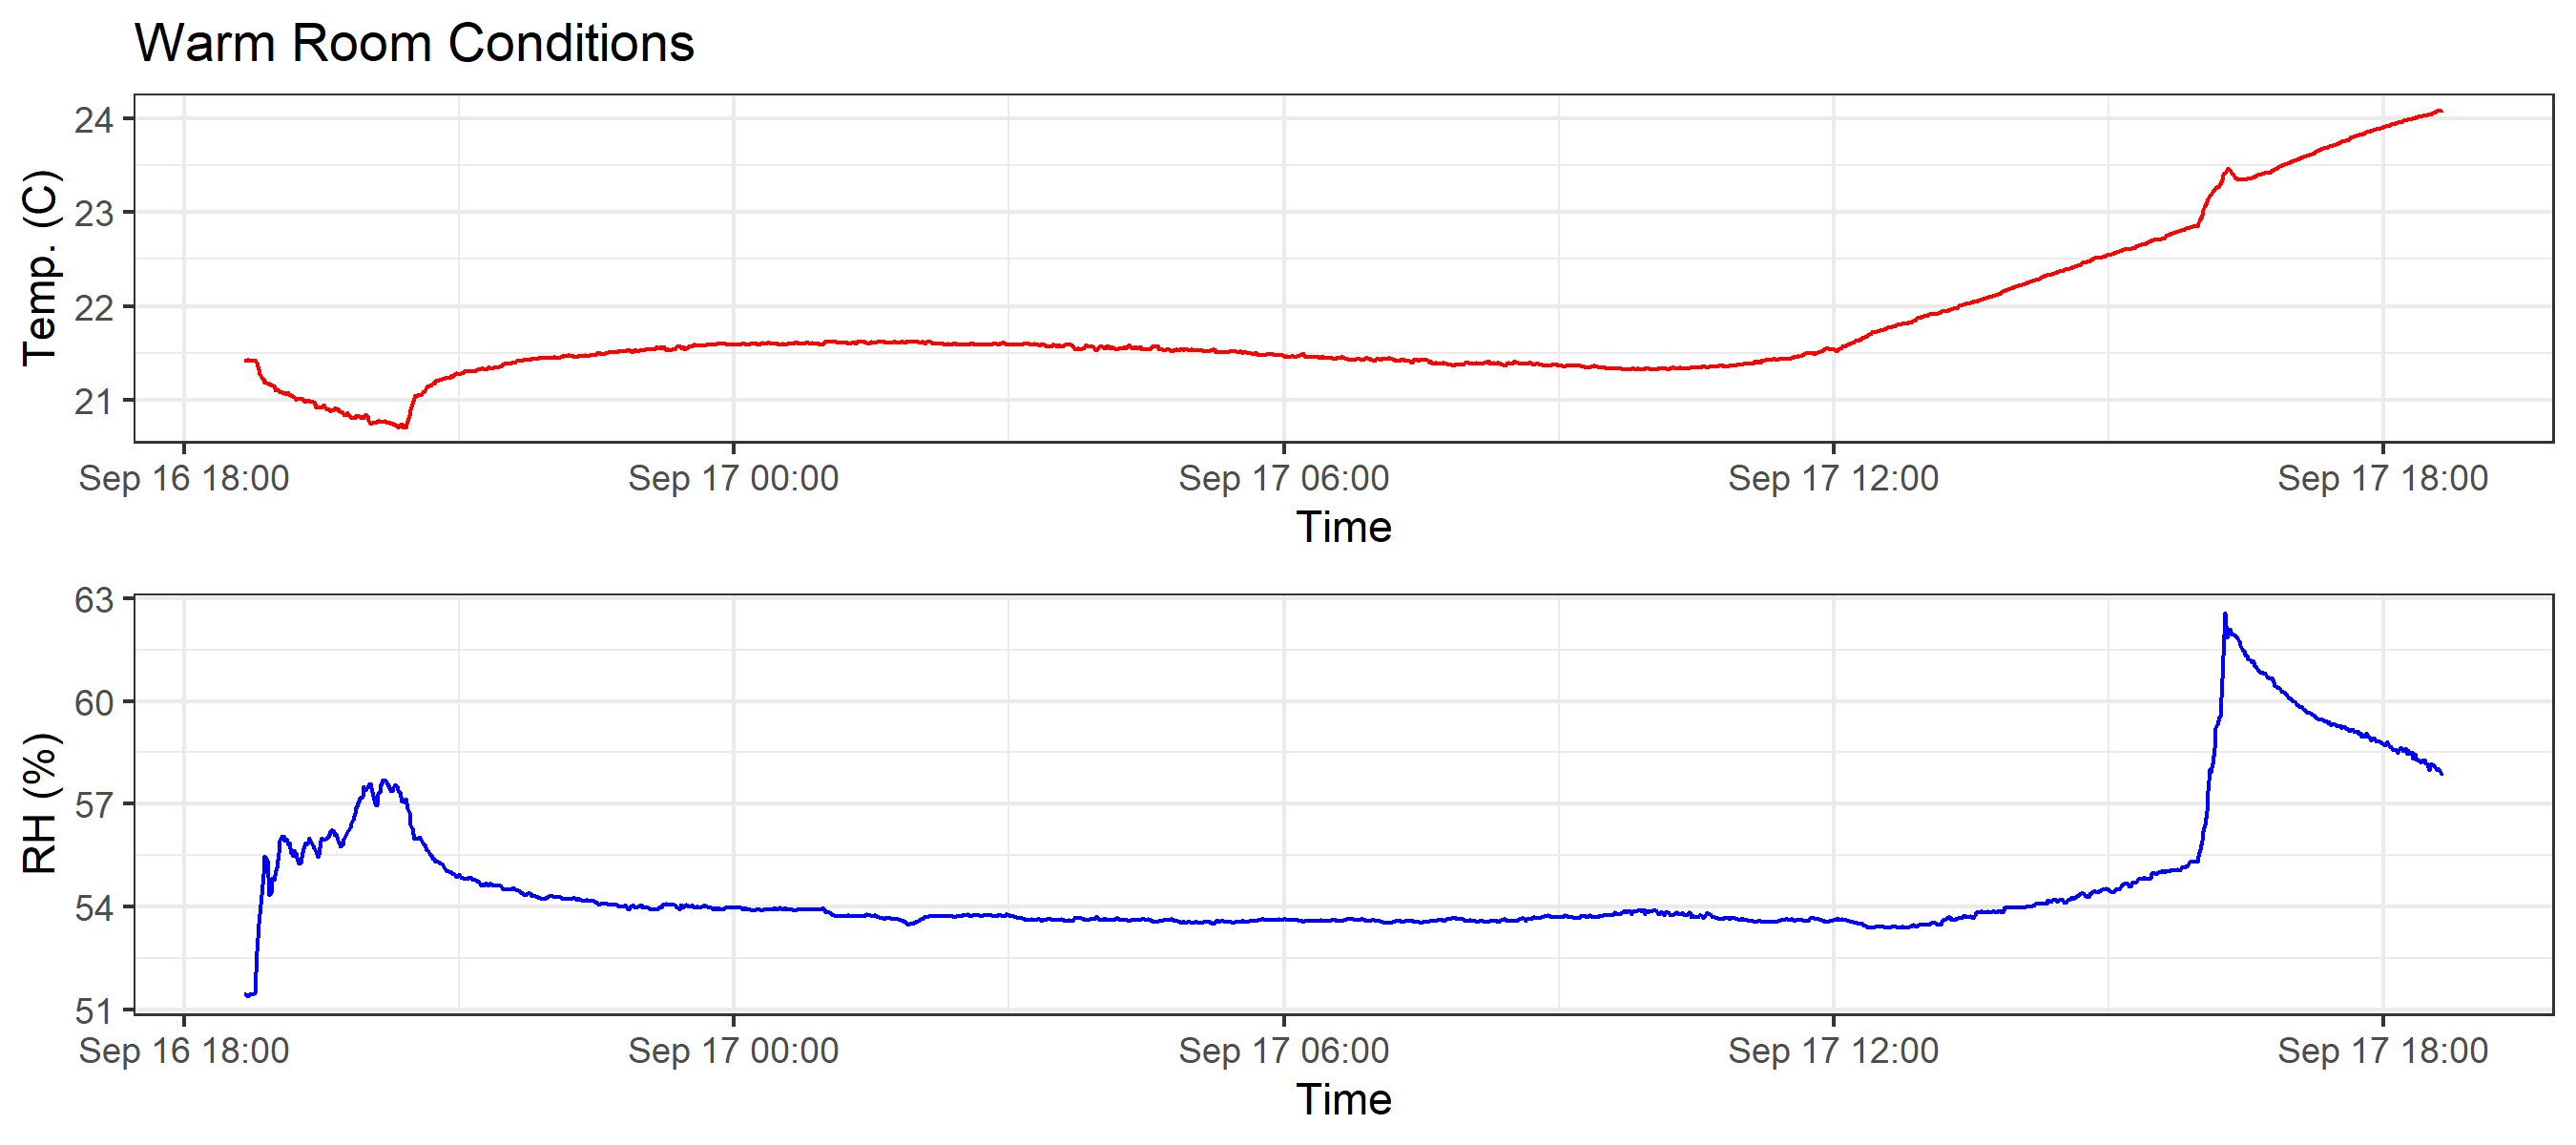 Warm Room Conditions
24
23
22
21
Temp. (C)
Sep 16 18:00 Sep 17 00:00 Sep 17 06:00 Sep 17 12:00 Sep 17 18:00
Time
63
60
57
54
51
RH (%)
Sep 16 18:00 Sep 17 00:00 Sep 17 06:00 Sep 17 12:00 Sep 17 18:00
Time